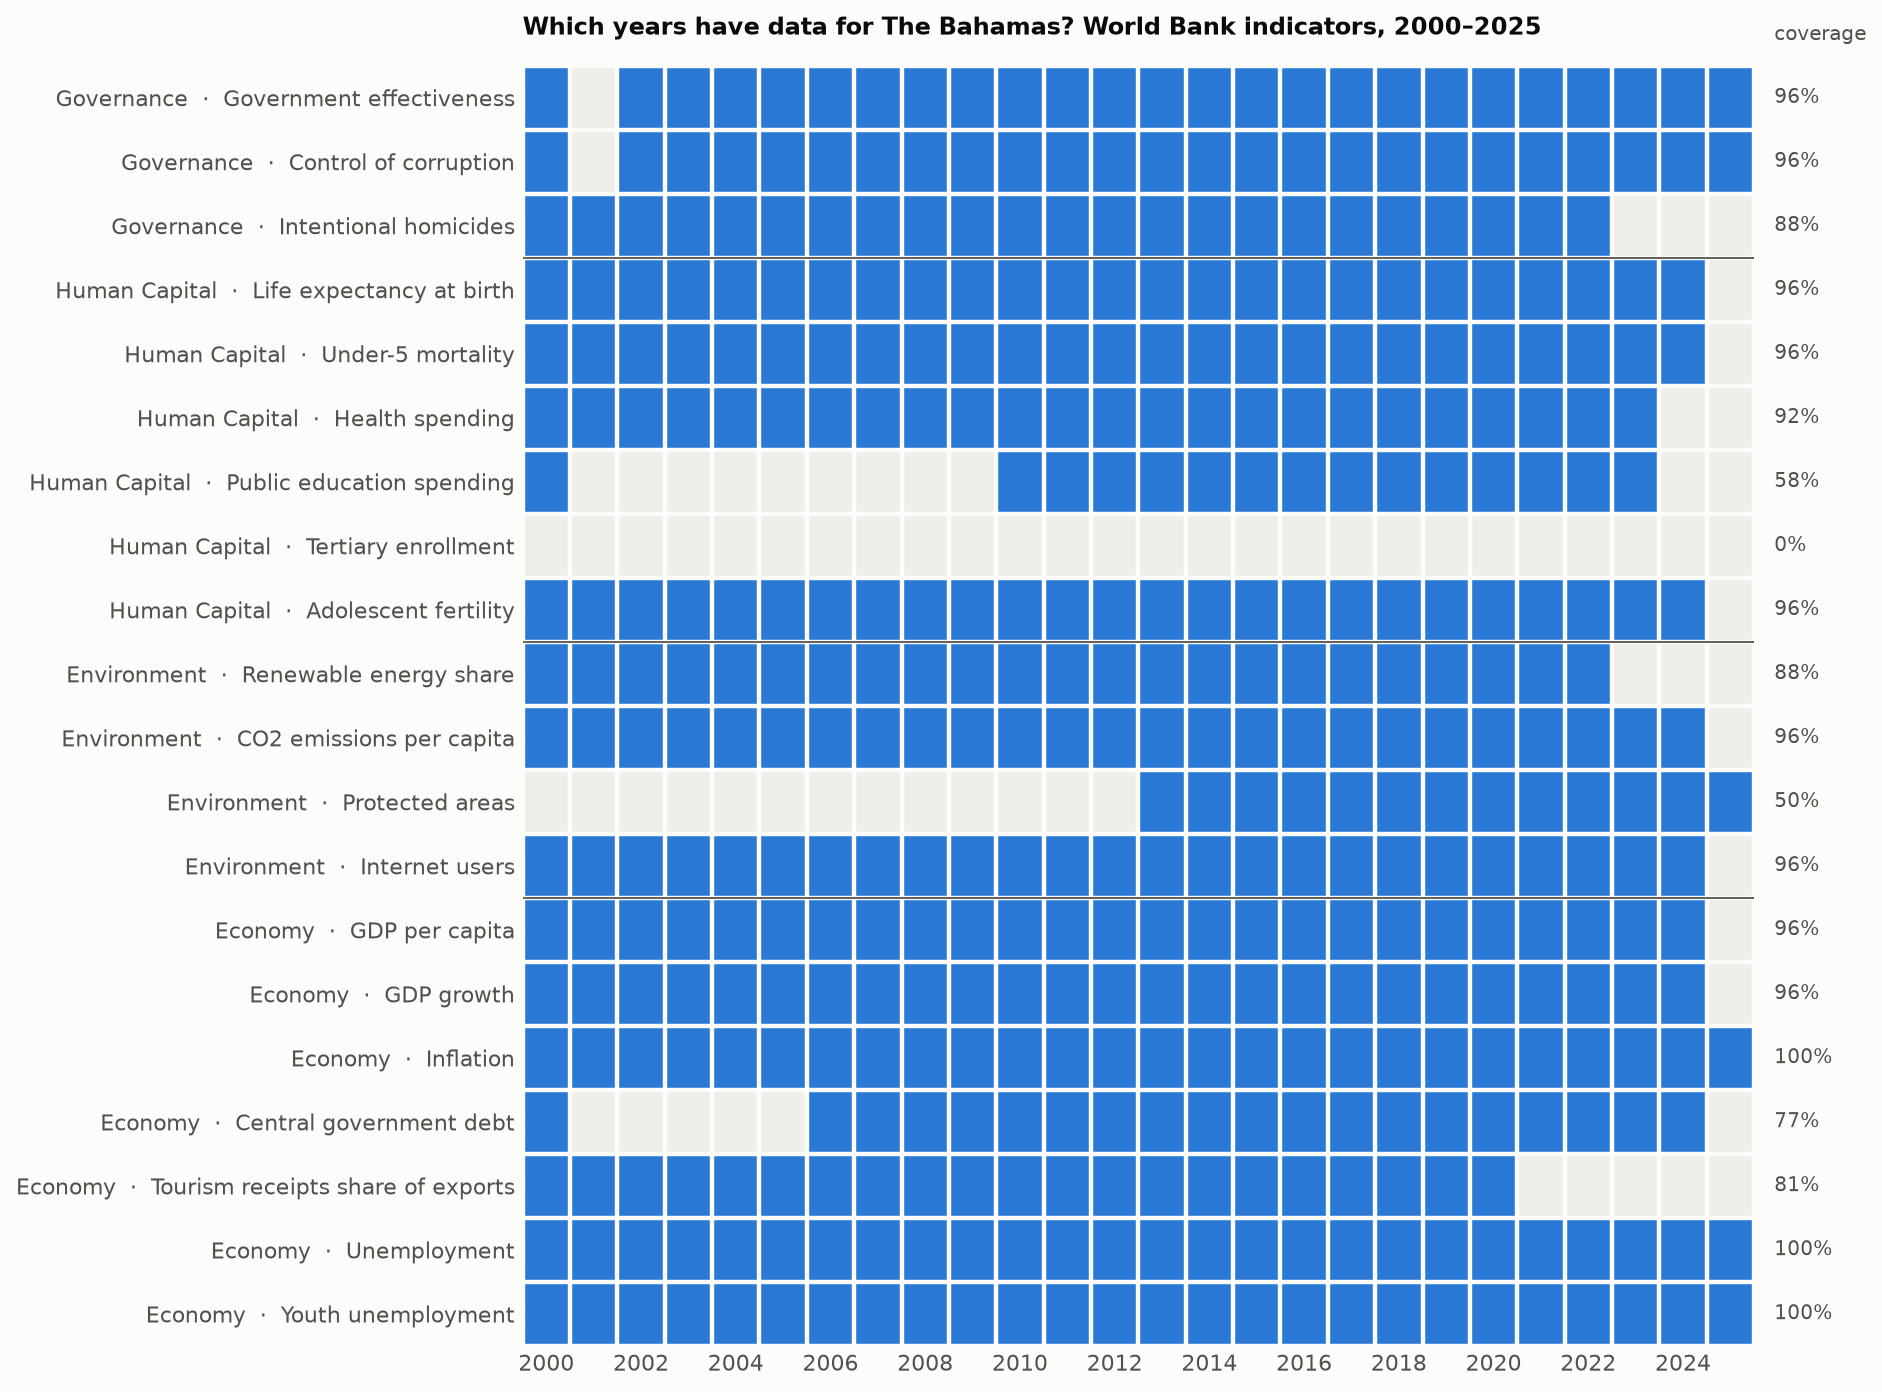 Which years have data for The Bahamas? World Bank indicators, 2000–2025
coverage
Governance · Government effectiveness 96%
Governance · Control of corruption 96%
Governance · Intentional homicides 88%
Human Capital · Life expectancy at birth 96%
Human Capital · Under-5 mortality 96%
Human Capital · Health spending 92%
Human Capital · Public education spending 58%
Human Capital · Tertiary enrollment 0%
Human Capital · Adolescent fertility 96%
Environment · Renewable energy share 88%
Environment · CO2 emissions per capita 96%
Environment · Protected areas 50%
Environment · Internet users 96%
Economy · GDP per capita 96%
Economy · GDP growth 96%
Economy · Inflation 100%
Economy · Central government debt 77%
Economy · Tourism receipts share of exports 81%
Economy · Unemployment 100%
Economy · Youth unemployment 100%
2000 2002 2004 2006 2008 2010 2012 2014 2016 2018 2020 2022 2024